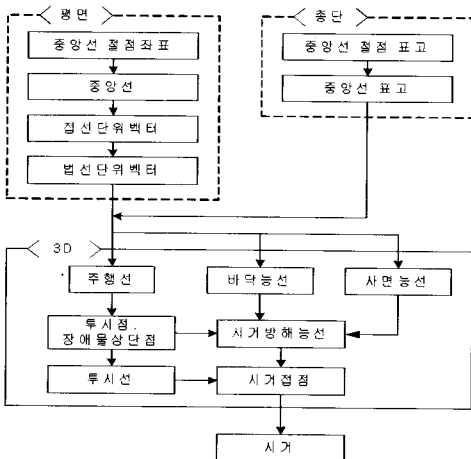 평면
중앙선 절점좌표
중앙선
접선단위벡터
법선단위벡터
종단
중앙선 절점 표고
중앙선 표고
3D
주행선
바닥능선
사면능선
투시점,
장애물상단점
시거방해능선
투시선
시거접점
시거